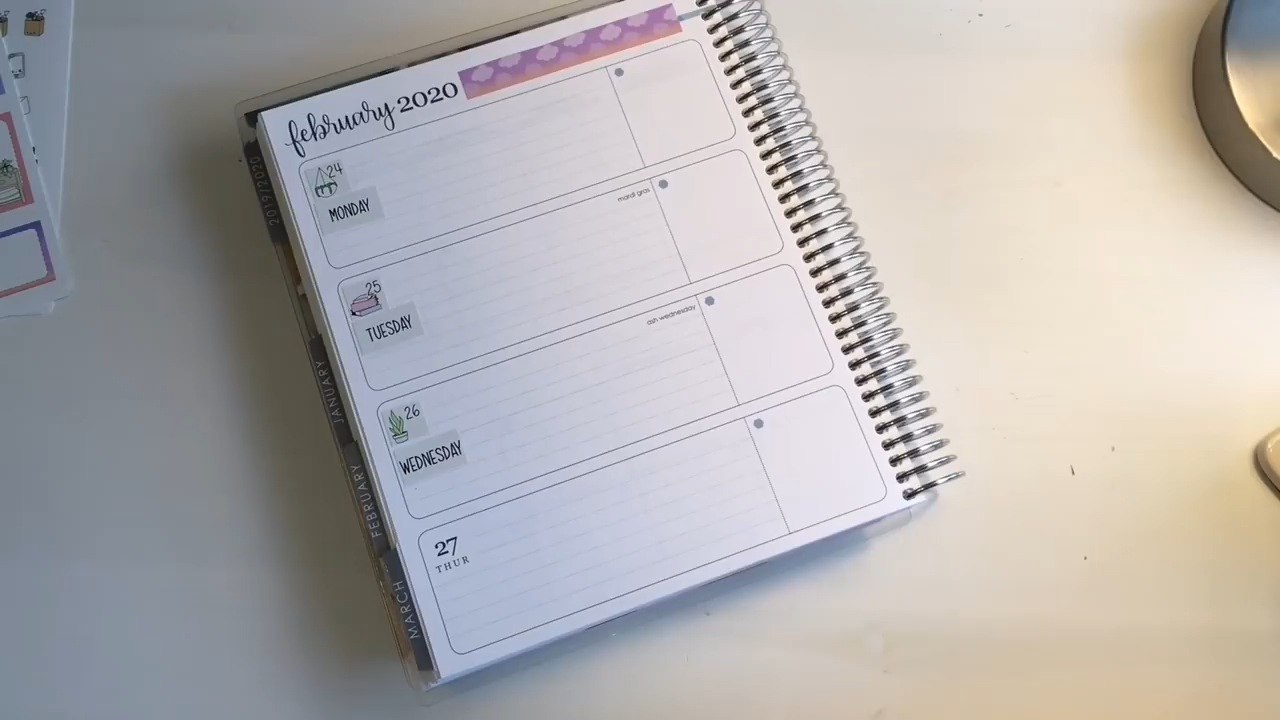 february 2020
24
MONDAY
mardi gras
25
TUESDAY
ash wednesday
26
WEDNESDAY
27
THUR
2019/2020
JANUARY
FEBRUARY
MARCH